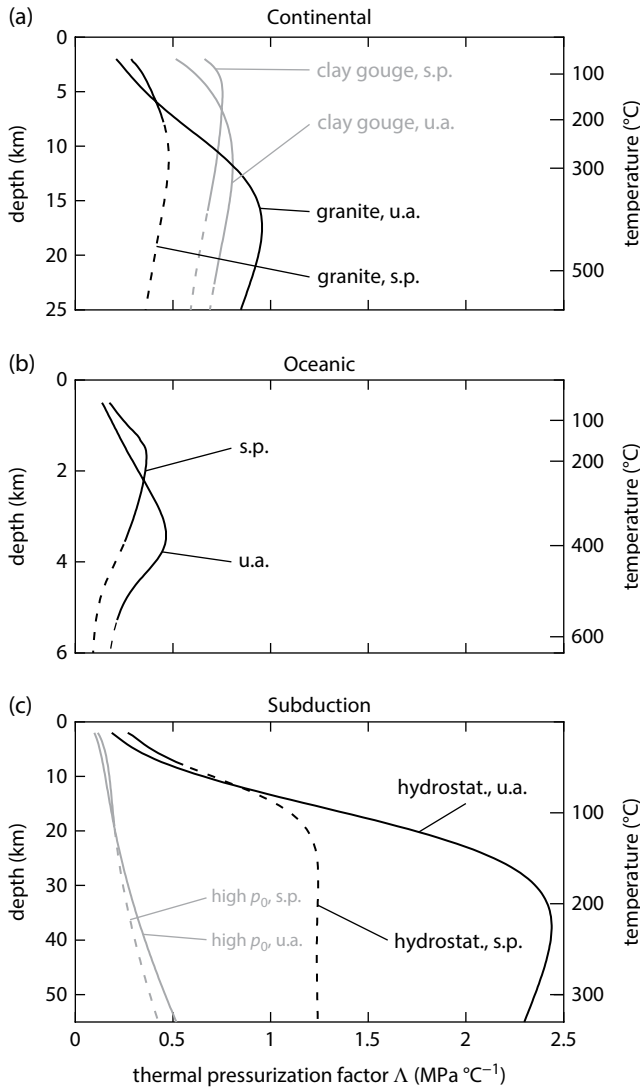 (a)
Continental
0
5
10
15
20
25
depth (km)
100
200
300
500
temperature (°C)
clay gouge, s.p.
clay gouge, u.a.
granite, u.a.
granite, s.p.
(b)
Oceanic
0
2
4
6
depth (km)
100
200
400
600
temperature (°C)
s.p.
u.a.
(c)
Subduction
0
10
20
30
40
50
depth (km)
100
200
300
temperature (°C)
hydrostat., u.a.
high p₀, s.p.
high p₀, u.a.
hydrostat., s.p.
0 0.5 1 1.5 2 2.5
thermal pressurization factor Λ (MPa °C⁻¹)